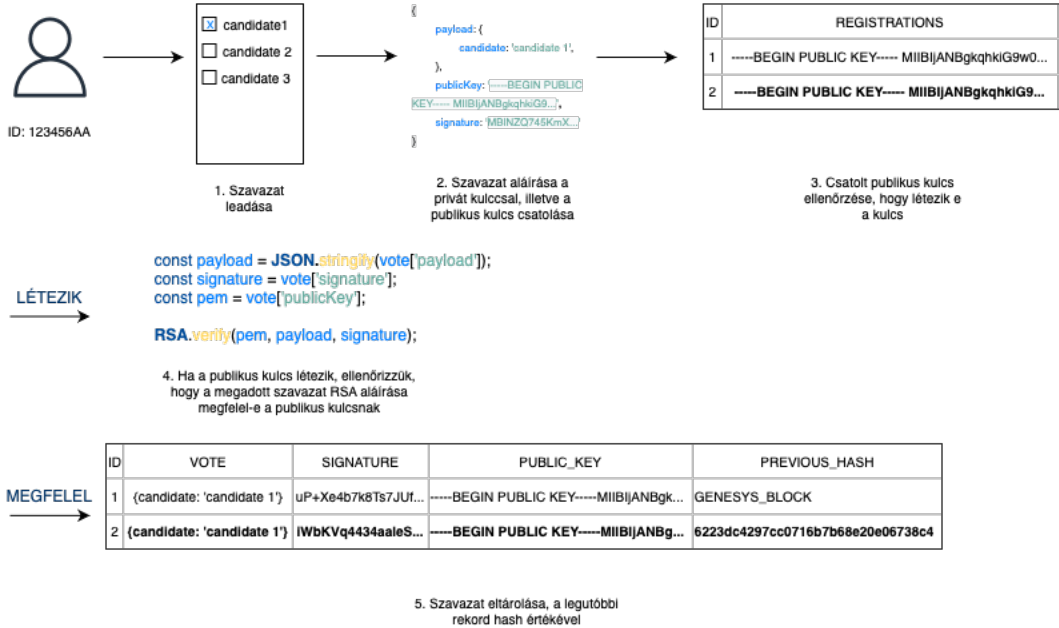 X candidate1
candidate 2
candidate 3
ID: 123456AA
1. Szavazat
leadása
{
payload: {
candidate: 'candidate 1',
},
publicKey: '-----BEGIN PUBLIC
KEY----- MIIBIjANBgkqhkiG9...',
signature: 'MBINZQ745KmX...'
}
2. Szavazat aláírása a
privát kulccsal, illetve a
publikus kulcs csatolása
ID REGISTRATIONS
1 -----BEGIN PUBLIC KEY----- MIIBIjANBgkqhkiG9w0...
2 -----BEGIN PUBLIC KEY----- MIIBIjANBgkqhkiG9...
3. Csatolt publikus kulcs
ellenőrzése, hogy létezik e
a kulcs
LÉTEZIK
const payload = JSON.stringify(vote['payload']);
const signature = vote['signature'];
const pem = vote['publicKey'];
RSA.verify(pem, payload, signature);
4. Ha a publikus kulcs létezik, ellenőrizzük,
hogy a megadott szavazat RSA aláírása
megfelel-e a publikus kulcsnak
MEGFELEL
ID VOTE SIGNATURE PUBLIC_KEY PREVIOUS_HASH
1 {candidate: 'candidate 1'} uP+Xe4b7k8Ts7JUf... -----BEGIN PUBLIC KEY-----MIIBIjANBgk... GENESYS_BLOCK
2 {candidate: 'candidate 1'} iWbKVq4434aaleS... -----BEGIN PUBLIC KEY-----MIIBIjANBg... 6223dc4297cc0716b7b68e20e06738c4
5. Szavazat eltárolása, a legutóbbi
rekord hash értékével